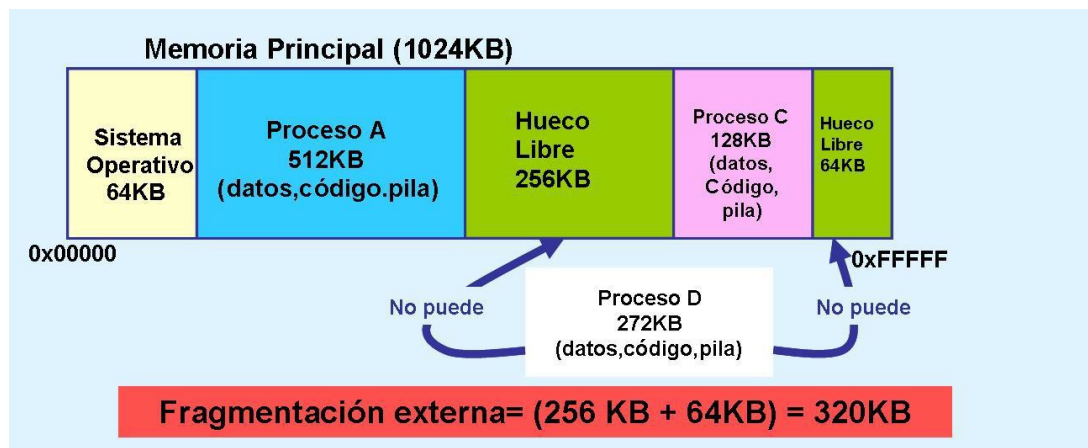 Memoria Principal (1024KB)
Sistema
Operativo
64KB
Proceso A
512KB
(datos,código.pila)
Hueco
Libre
256KB
Proceso C
128KB
(datos,
Código,
pila)
Hueco
Libre
64KB
0x00000
0xFFFFF
No puede
Proceso D
272KB
(datos,código,pila)
No puede
Fragmentación externa= (256 KB + 64KB) = 320KB